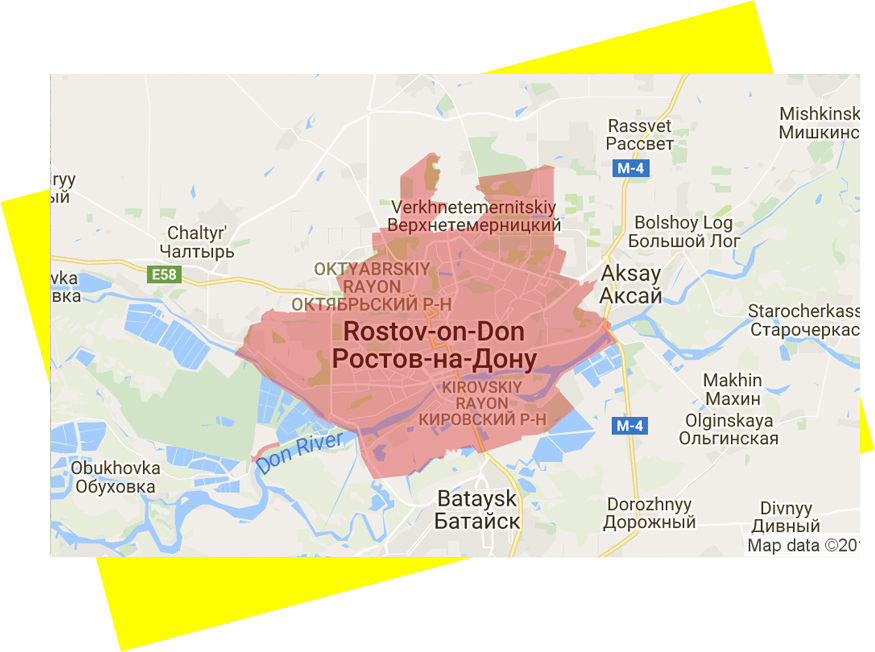 Mishkinsk
Мишкинс
Rassvet
Рассвет
M-4
ryy
ый
Verkhnetemernitskiy
Верхнетемерницкий
Chaltyr'
Чалтырь
Bolshoy Log
Большой Лог
E58
vka
вка
OKTYABRSKIY
RAYON
ОКТЯБРЬСКИЙ Р-Н
Aksay
Аксай
Starocherkass
Старочеркас
Rostov-on-Don
Ростов-на-Дону
KIROVSKIY
RAYON
КИРОВСКИЙ Р-Н
Makhin
Махин
M-4
Olginskaya
Ольгинская
Don River
Obukhovka
Обуховка
Bataysk
Батайск
Dorozhnyy
Дорожный
Divnyy
Дивный
Map data ©201